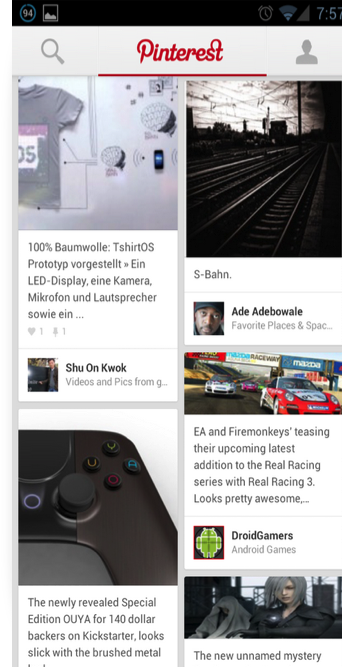 94
7:57
Pinterest
100% Baumwolle: TshirtOS
Prototyp vorgestellt » Ein
LED-Display, eine Kamera,
Mikrofon und Lautsprecher
sowie ein ...
1 1
Shu On Kwok
Videos and Pics from g...
S-Bahn.
Ade Adebowale
Favorite Places & Spac...
mazda RACEWAY mazda
EA and Firemonkeys' teasing
their upcoming latest
addition to the Real Racing
series with Real Racing 3.
Looks pretty awesome,...
DroidGamers
Android Games
Y
U
A
O
The newly revealed Special
Edition OUYA for 140 dollar
backers on Kickstarter, looks
slick with the brushed metal
The new unnamed mystery